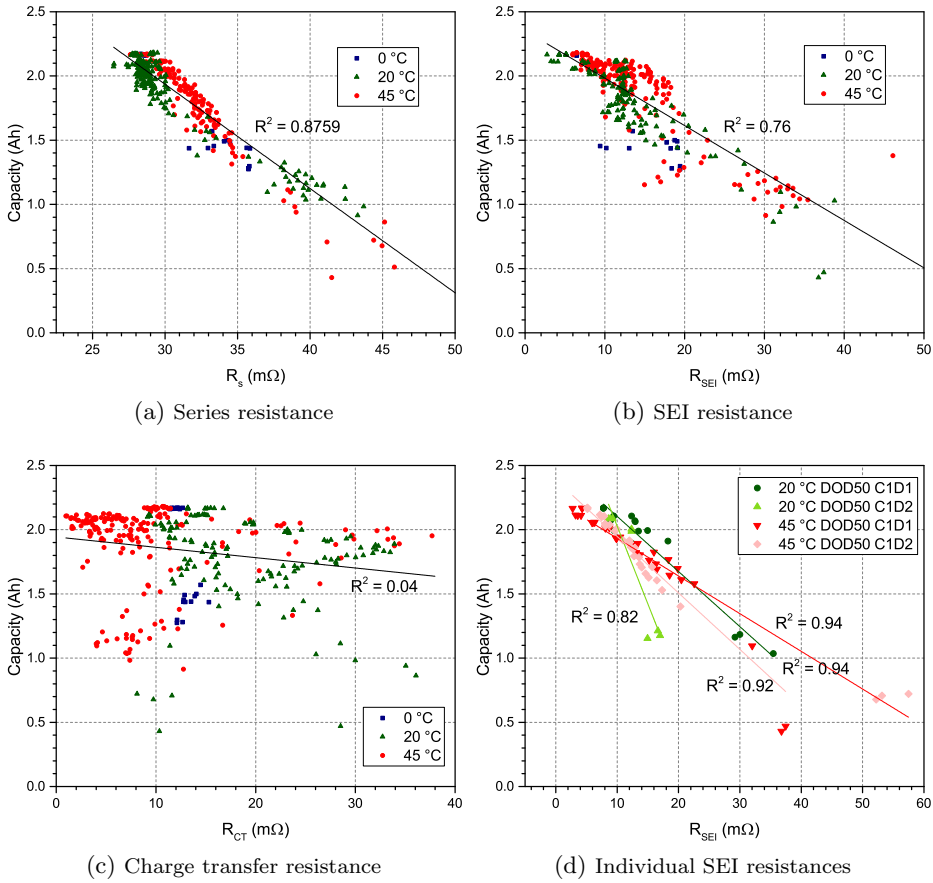 2.5
2.0
1.5
1.0
0.5
0.0
Capacity (Ah)
0 °C
20 °C
45 °C
R² = 0.8759
25 30 35 40 45 50
Rs (mΩ)
(a) Series resistance
2.5
2.0
1.5
1.0
0.5
0.0
Capacity (Ah)
0 °C
20 °C
45 °C
R² = 0.76
0 10 20 30 40 50
RSEI (mΩ)
(b) SEI resistance
2.5
2.0
1.5
1.0
0.5
0.0
Capacity (Ah)
R² = 0.04
0 °C
20 °C
45 °C
0 10 20 30 40
RCT (mΩ)
(c) Charge transfer resistance
2.5
2.0
1.5
1.0
0.5
0.0
Capacity (Ah)
20 °C DOD50 C1D1
20 °C DOD50 C1D2
45 °C DOD50 C1D1
45 °C DOD50 C1D2
R² = 0.82
R² = 0.94
R² = 0.94
R² = 0.92
0 10 20 30 40 50 60
RSEI (mΩ)
(d) Individual SEI resistances